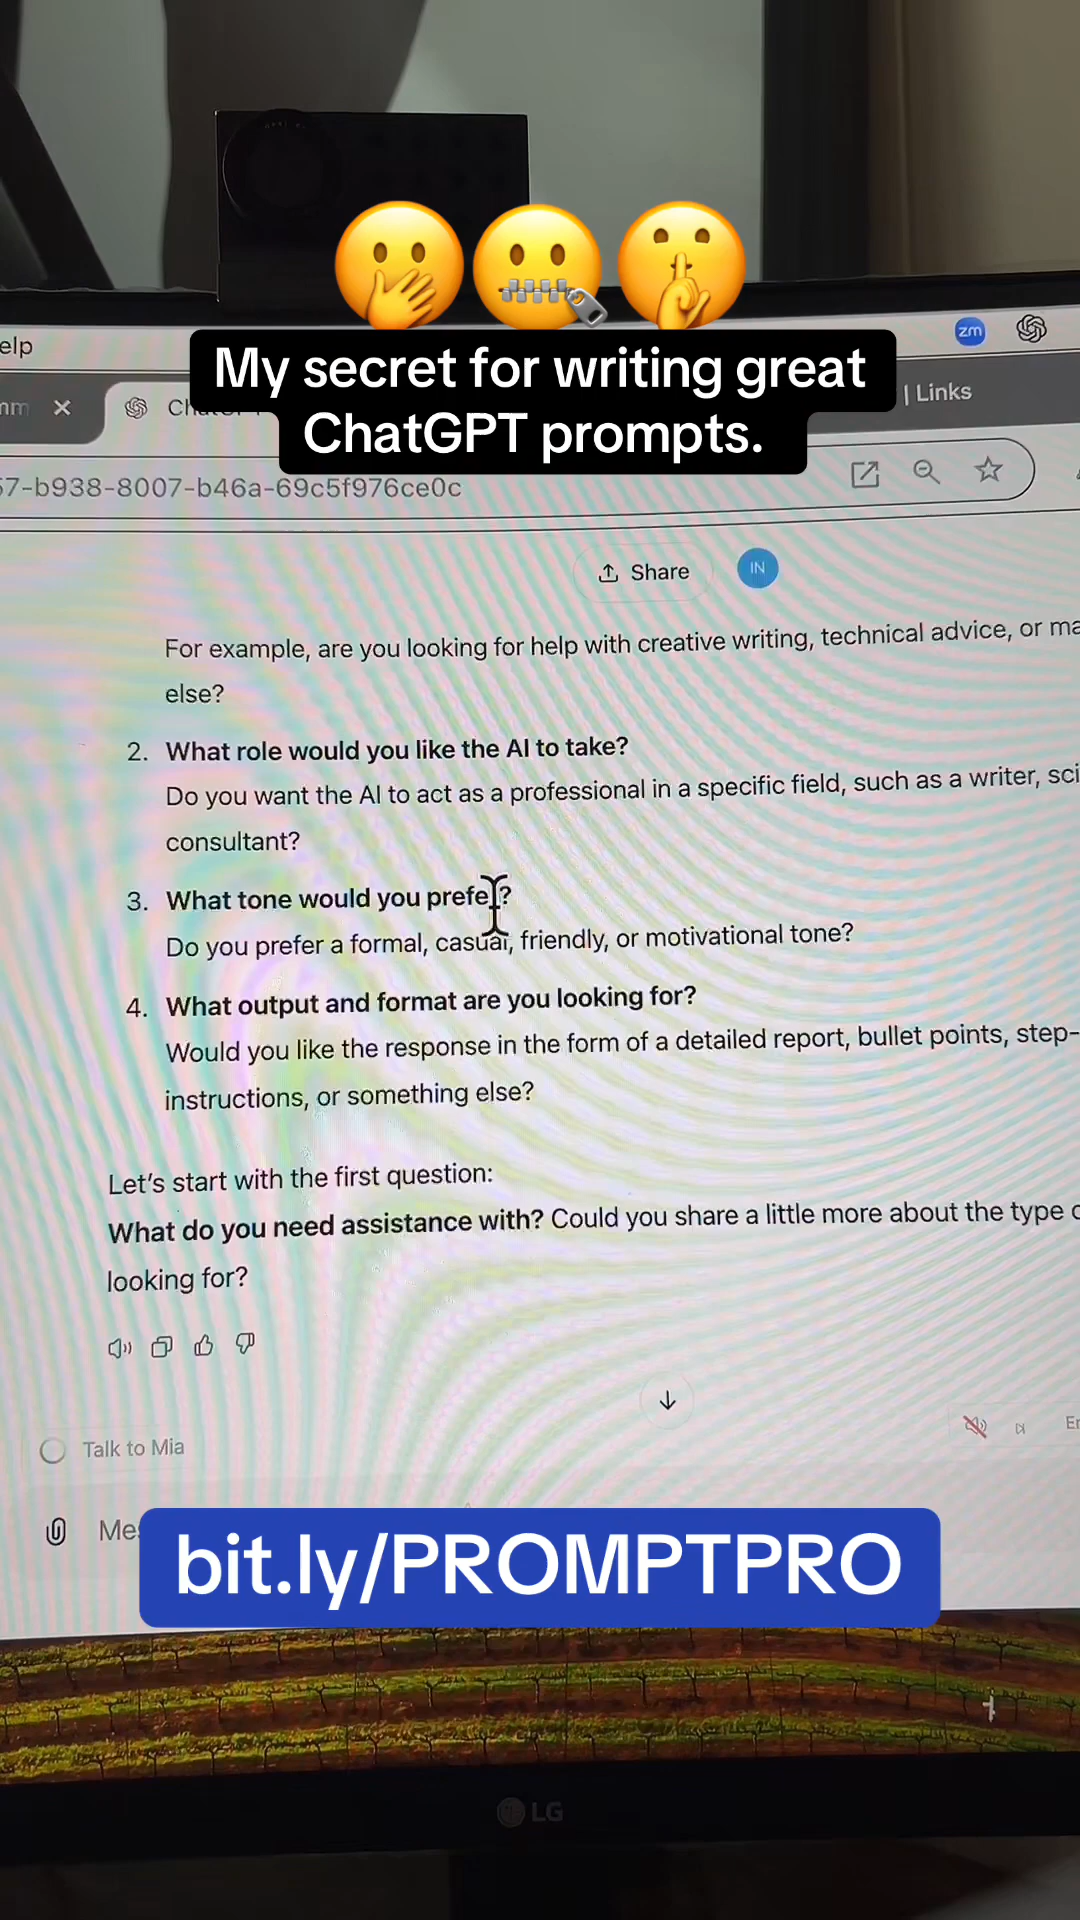 My secret for writing great
ChatGPT prompts.
elp
zm
| Links
57-b938-8007-b46a-69c5f976ce0c
Share
IN
For example, are you looking for help with creative writing, technical advice, or
else?
2. What role would you like the AI to take?
Do you want the AI to act as a professional in a specific field, such as a writer,
consultant?
3. What tone would you prefer?
Do you prefer a formal, casual, friendly, or motivational tone?
4. What output and format are you looking for?
Would you like the response in the form of a detailed report, bullet points, step-
instructions, or something else?
Let's start with the first question:
What do you need assistance with? Could you share a little more about the type
looking for?
Talk to Mia
bit.ly/PROMPTPRO
LG